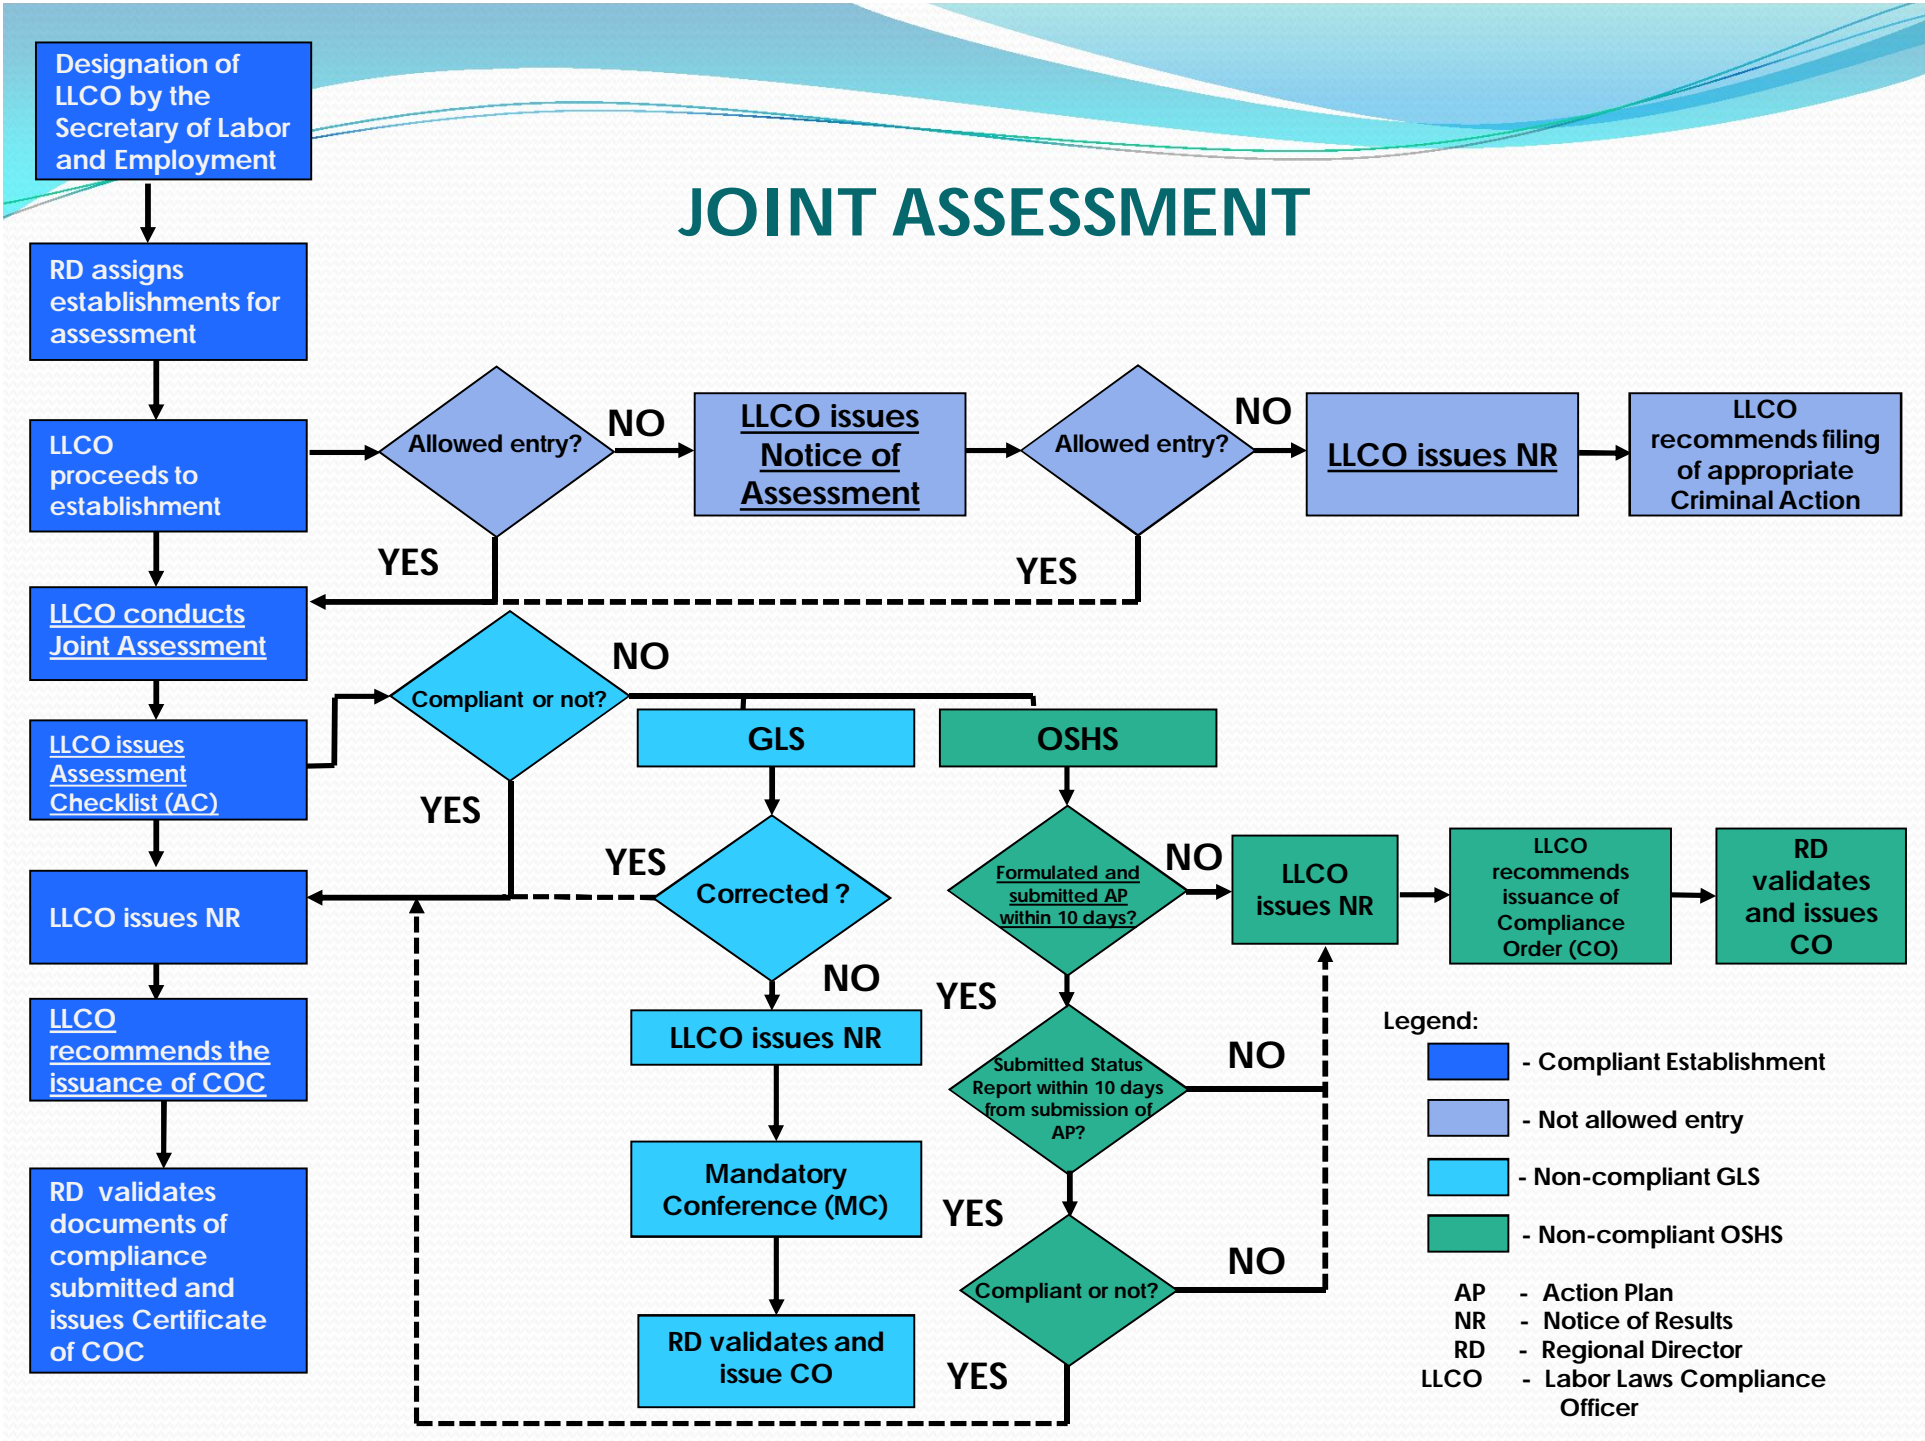 Designation of
LLCO by the
Secretary of Labor
and Employment
JOINT ASSESSMENT
RD assigns
establishments for
assessment
LLCO
proceeds to
establishment
Allowed entry?
NO
LLCO issues
Notice of
Assessment
Allowed entry?
NO
LLCO issues NR
LLCO
recommends filing
of appropriate
Criminal Action
YES
YES
LLCO conducts
Joint Assessment
Compliant or not?
NO
LLCO issues
Assessment
Checklist (AC)
GLS
OSHS
YES
YES
Corrected ?
NO
Formulated and
submitted AP
within 10 days?
NO
LLCO
issues NR
LLCO
recommends
issuance of
Compliance
Order (CO)
RD
validates
and issues
CO
LLCO issues NR
YES
LLCO
recommends the
issuance of COC
LLCO issues NR
Submitted Status
Report within 10 days
from submission of
AP?
NO
YES
Mandatory
Conference (MC)
RD validates
documents of
compliance
submitted and
issues Certificate
of COC
Compliant or not?
NO
YES
RD validates and
issue CO
Legend:
- Compliant Establishment
- Not allowed entry
- Non-compliant GLS
- Non-compliant OSHS
AP - Action Plan
NR - Notice of Results
RD - Regional Director
LLCO - Labor Laws Compliance
Officer